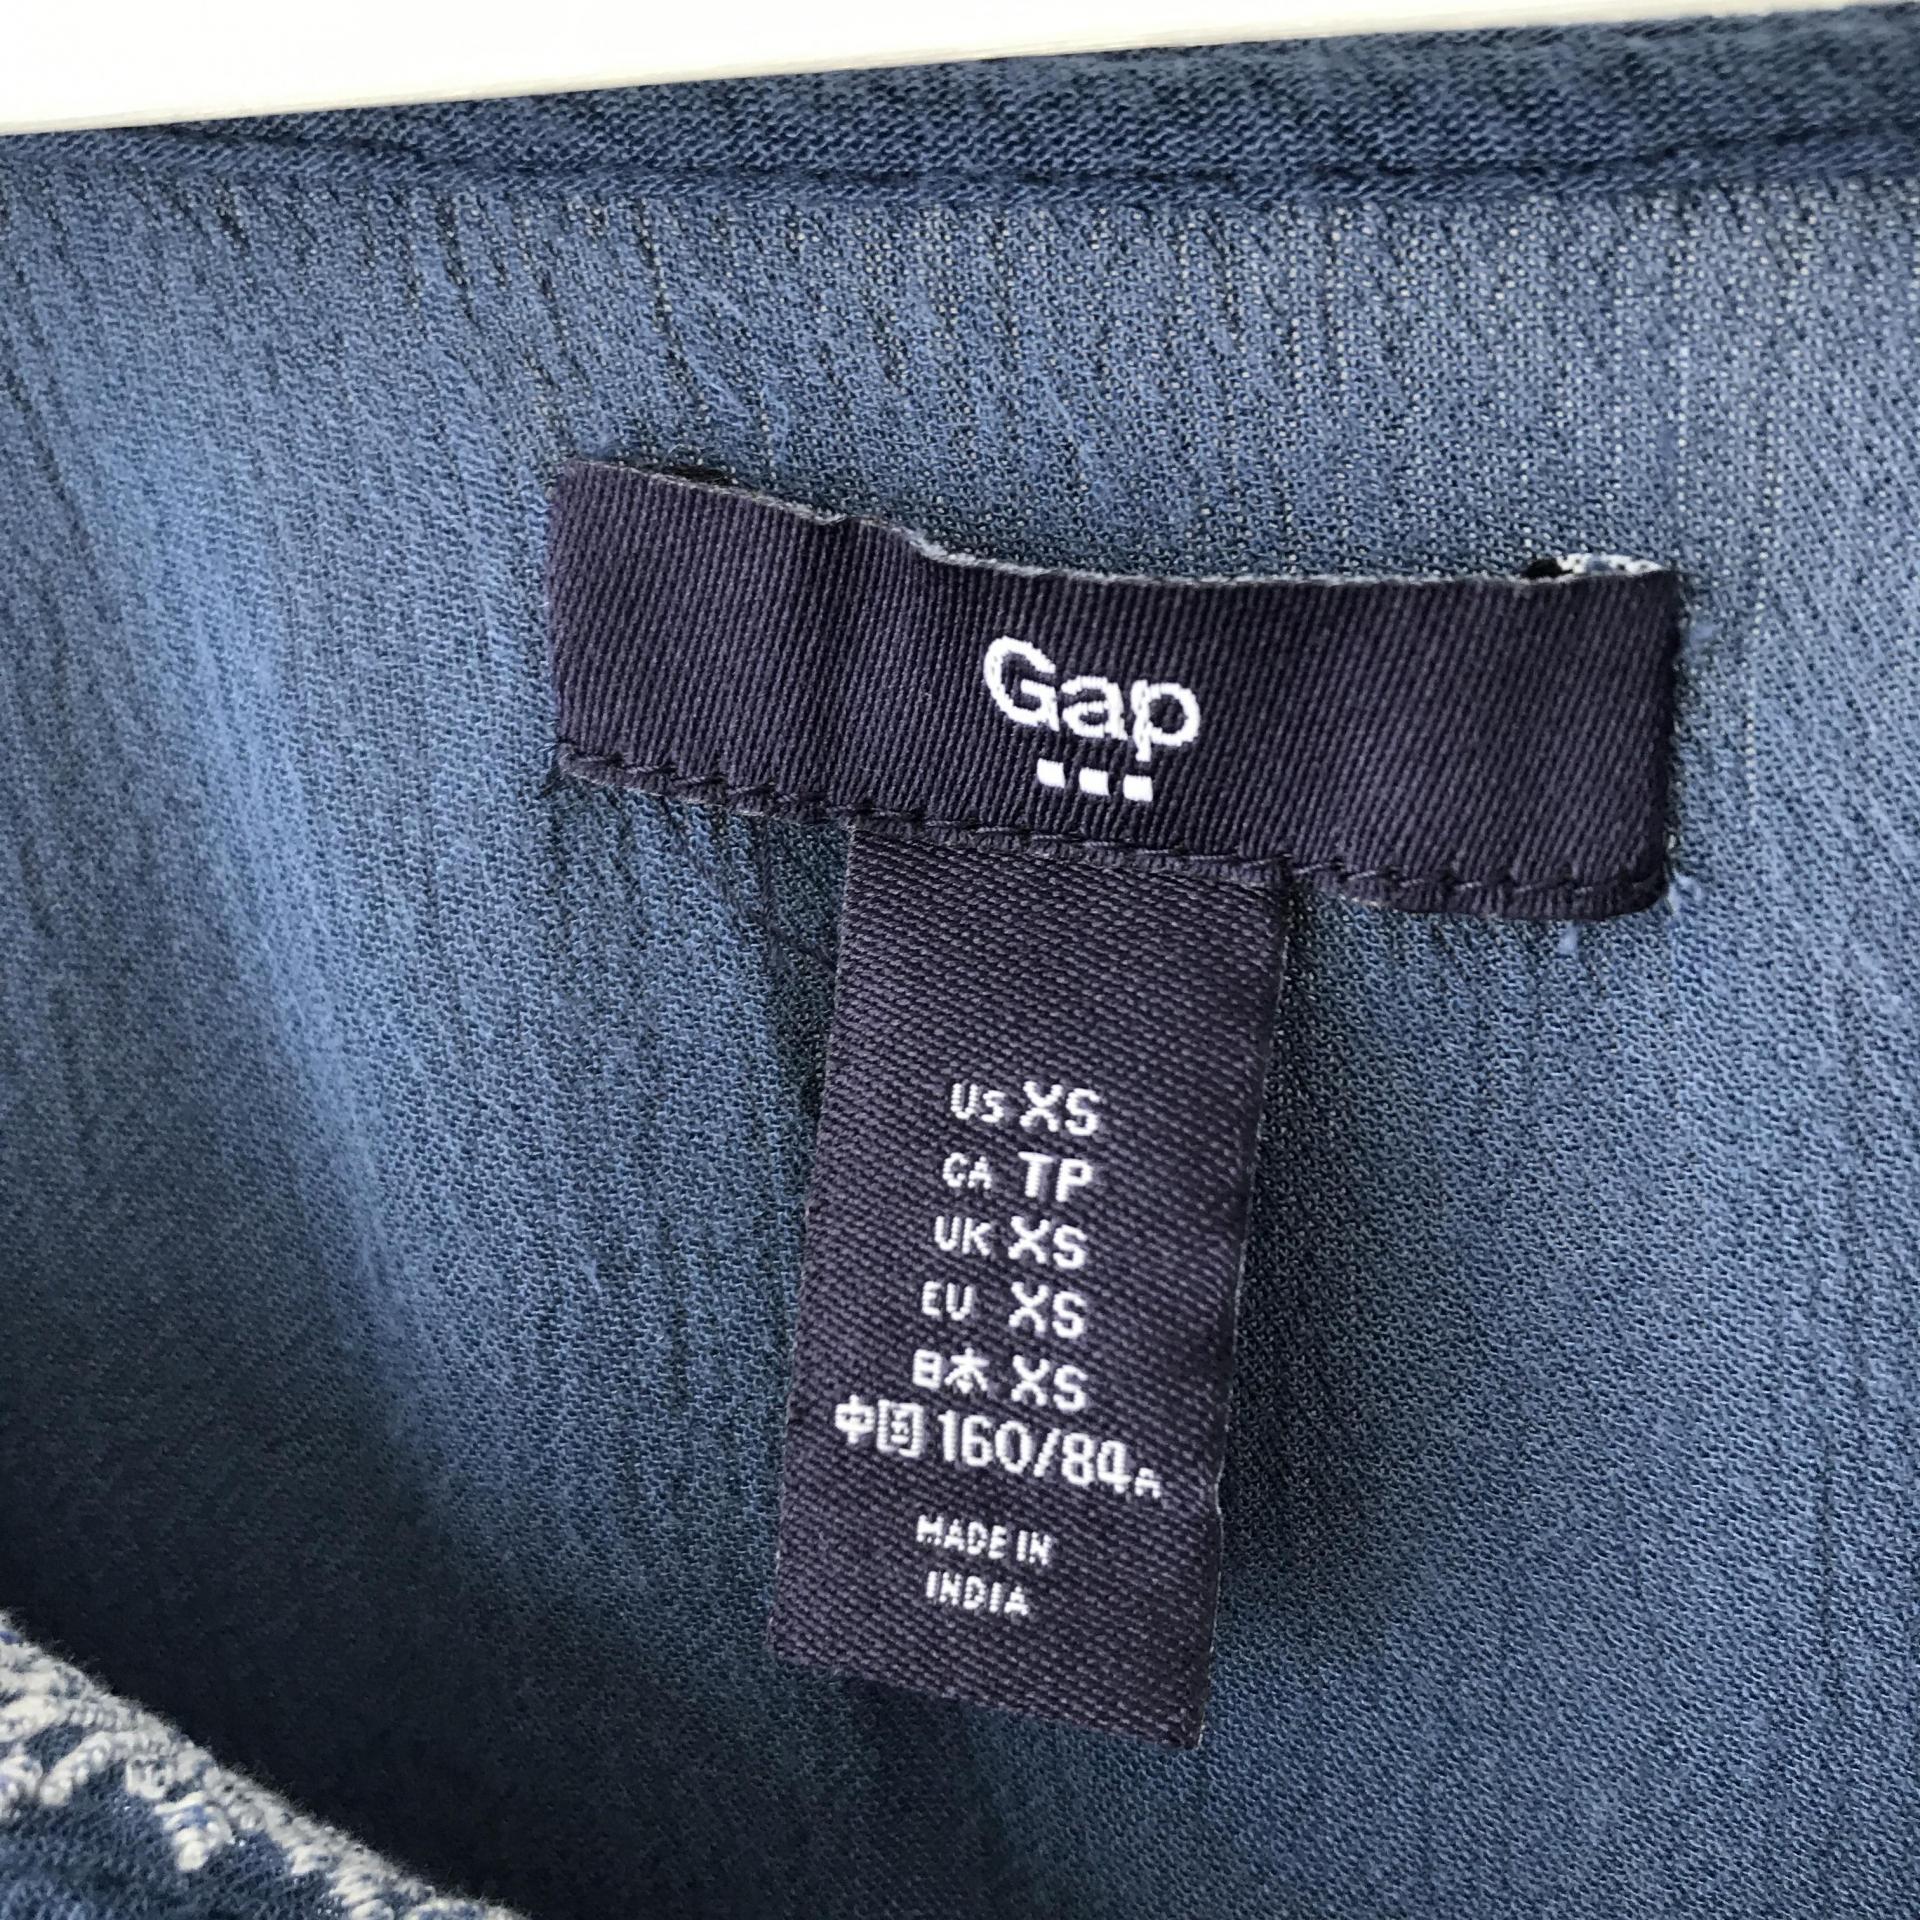 Gap
US XS
CA TP
UK XS
EU XS
日本 XS
中国 160/84A
MADE IN
INDIA